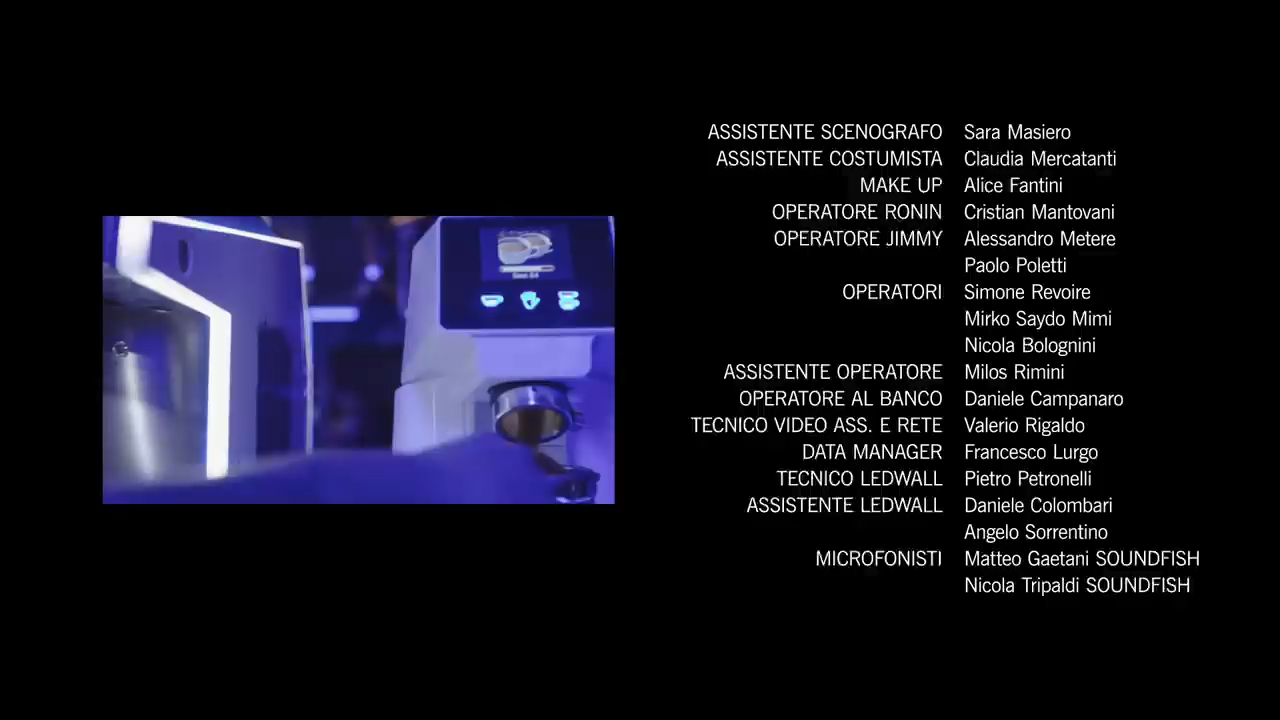 ASSISTENTE SCENOGRAFO Sara Masiero
ASSISTENTE COSTUMISTA Claudia Mercatanti
MAKE UP Alice Fantini
OPERATORE RONIN Cristian Mantovani
OPERATORE JIMMY Alessandro Metere
Paolo Poletti
OPERATORI Simone Revoire
Mirko Saydo Mimi
Nicola Bolognini
ASSISTENTE OPERATORE Milos Rimini
OPERATORE AL BANCO Daniele Campanaro
TECNICO VIDEO ASS. E RETE Valerio Rigaldo
DATA MANAGER Francesco Lurgo
TECNICO LEDWALL Pietro Petronelli
ASSISTENTE LEDWALL Daniele Colombari
Angelo Sorrentino
MICROFONISTI Matteo Gaetani SOUNDFISH
Nicola Tripaldi SOUNDFISH